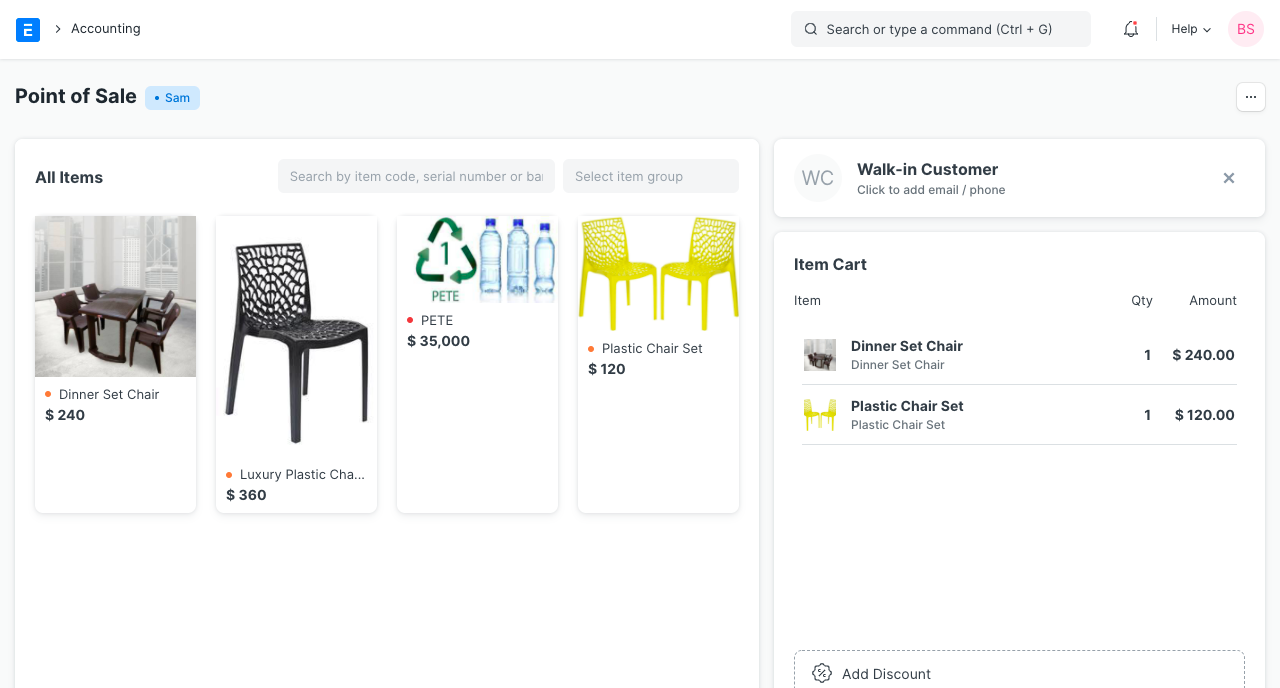 Accounting
Search or type a command (Ctrl + G)
Help
BS
Point of Sale
Sam
All Items
Search by item code, serial number or bar
Select item group
Dinner Set Chair
$ 240
Luxury Plastic Cha...
$ 360
1
PETE
PETE
$ 35,000
Plastic Chair Set
$ 120
WC
Walk-in Customer
Click to add email / phone
Item Cart
Item Qty Amount
Dinner Set Chair
Dinner Set Chair
1 $ 240.00
Plastic Chair Set
Plastic Chair Set
1 $ 120.00
Add Discount